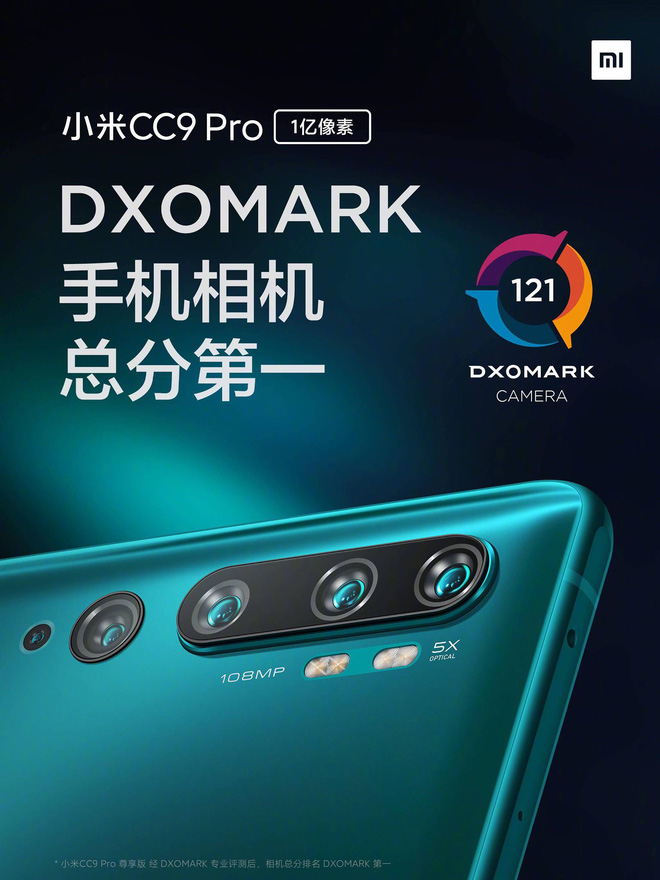 mi
小米CC9 Pro 1亿像素
DXOMARK
手机相机
总分第一
121
DXOMARK
CAMERA
108MP
5X
OPTICAL
* 小米CC9 Pro 尊享版 经 DXOMARK 专业评测后，相机总分排名 DXOMARK 第一